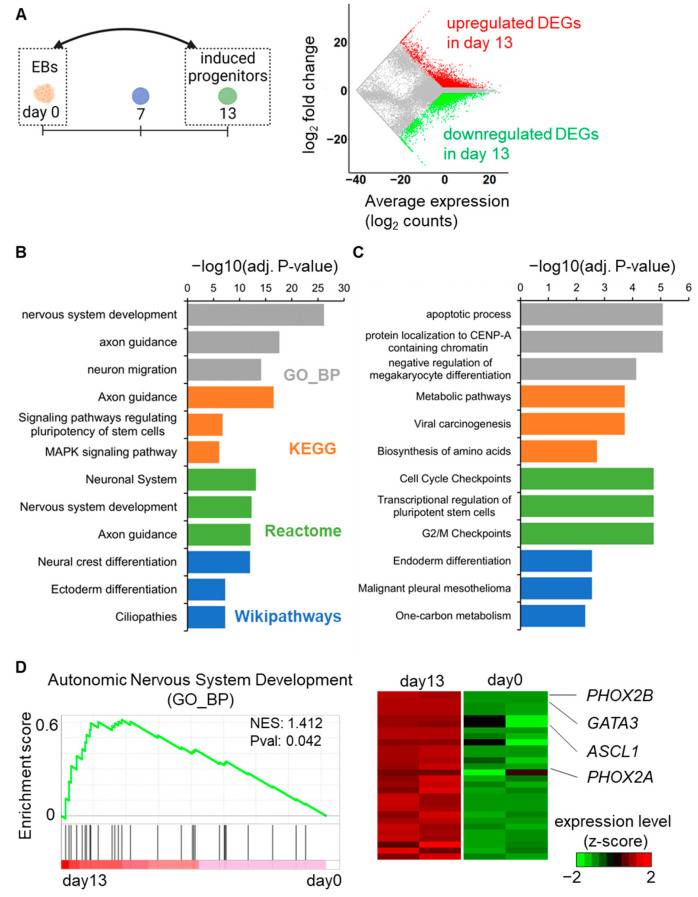 A
EBs
day 0
7
induced
progenitors
13
log2 fold change
20
0
−20
upregulated DEGs
in day 13
downregulated DEGs
in day 13
−40
−20
0
20
Average expression
(log2 counts)
B
−log10(adj. P-value)
0 5 10 15 20 25 30
nervous system development
axon guidance
neuron migration
GO_BP
Axon guidance
Signaling pathways regulating
pluripotency of stem cells
MAPK signaling pathway
KEGG
Neuronal System
Nervous system development
Axon guidance
Reactome
Neural crest differentiation
Ectoderm differentiation
Ciliopathies
Wikipathways
C
−log10(adj. P-value)
0 1 2 3 4 5 6
apoptotic process
protein localization to CENP-A
containing chromatin
negative regulation of
megakaryocyte differentiation
Metabolic pathways
Viral carcinogenesis
Biosynthesis of amino acids
Cell Cycle Checkpoints
Transcriptional regulation of
pluripotent stem cells
G2/M Checkpoints
Endoderm differentiation
Malignant pleural mesothelioma
One-carbon metabolism
D
Autonomic Nervous System Development
(GO_BP)
Enrichment score
0.6
0
NES: 1.412
Pval: 0.042
day13
day0
day13
day0
PHOX2B
GATA3
ASCL1
PHOX2A
expression level
(z-score)
−2
2